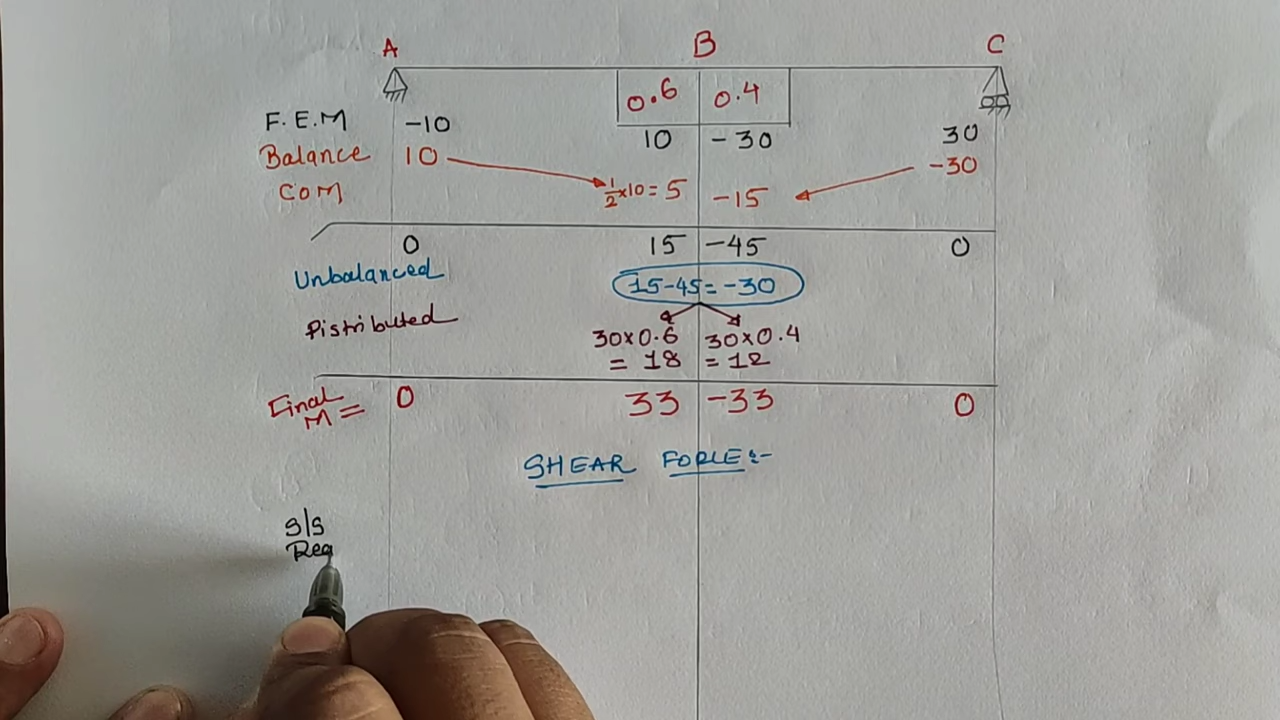 A B C
0.6 0.4
F.E.M -10 10 -30 30
Balance 10 -30
COM 1/2×10=5 -15
0 15 -45 0
Unbalanced 15-45=-30
Distributed 30×0.6 30×0.4
= 18 = 12
Final M = 0 33 -33 0
SHEAR FORCE:-
S/S
Rea